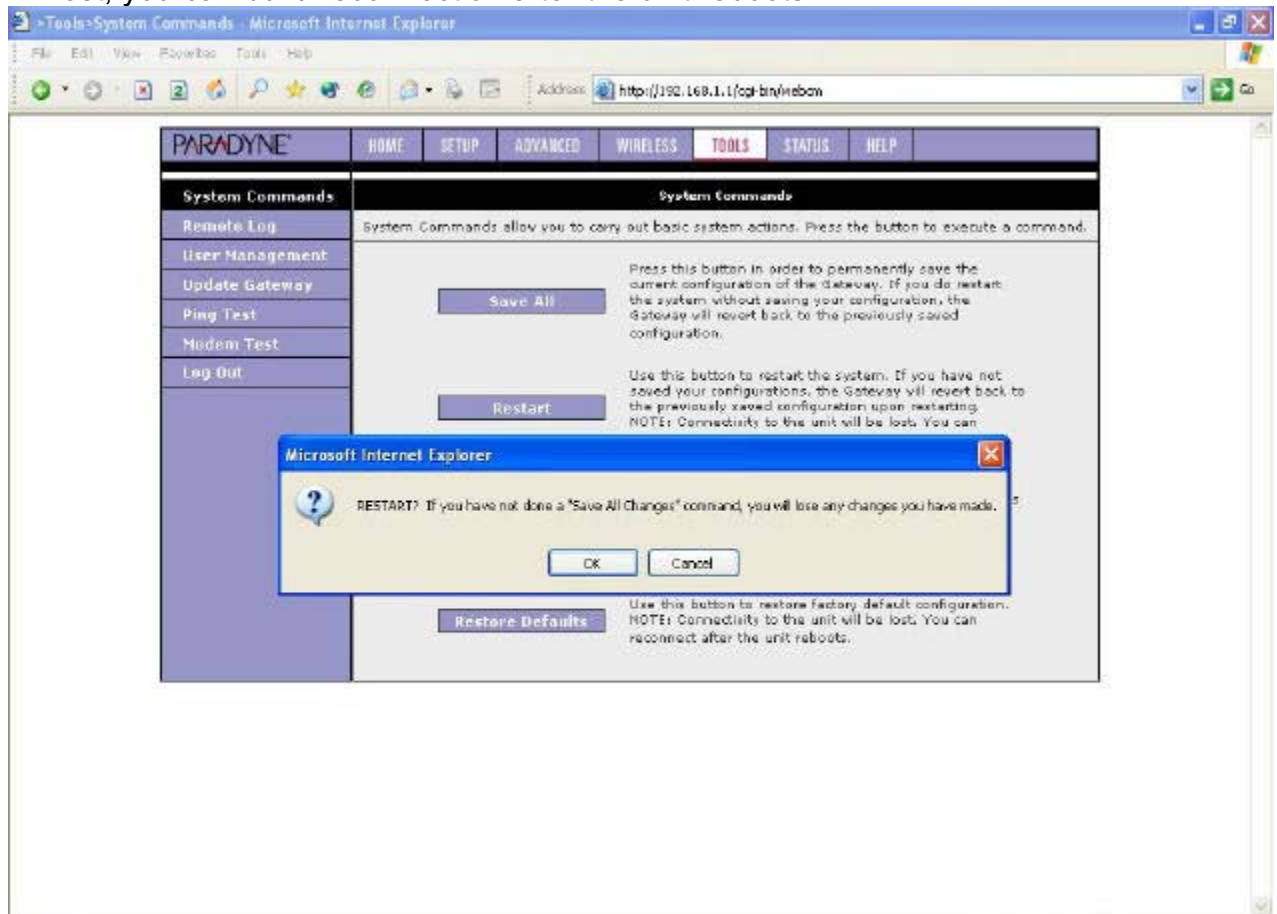 >Tools>System Commands - Microsoft Internet Explorer
File Edit View Favorites Tools Help
Address http://192.168.1.1/cgi-bin/webcm Go
PARADYNE HOME SETUP ADVANCED WIRELESS TOOLS STATUS HELP
System Commands
System Commands
Remote Log
System Commands allow you to carry out basic system actions. Press the button to execute a command.
User Management
Update Gateway
Ping Test
Modem Test
Log Out
Save All
Press this button in order to permanently save the
current configuration of the Gateway. If you do restart
the system without saving your configuration, the
Gateway will revert back to the previously saved
configuration.
Restart
Use this button to restart the system. If you have not
saved your configurations, the Gateway will revert back to
the previously saved configuration upon restarting.
NOTE: Connectivity to the unit will be lost. You can
Microsoft Internet Explorer
RESTART? If you have not done a "Save All Changes" command, you will lose any changes you have made.
OK Cancel
Restore Defaults
Use this button to restore factory default configuration.
NOTE: Connectivity to the unit will be lost. You can
reconnect after the unit reboots.